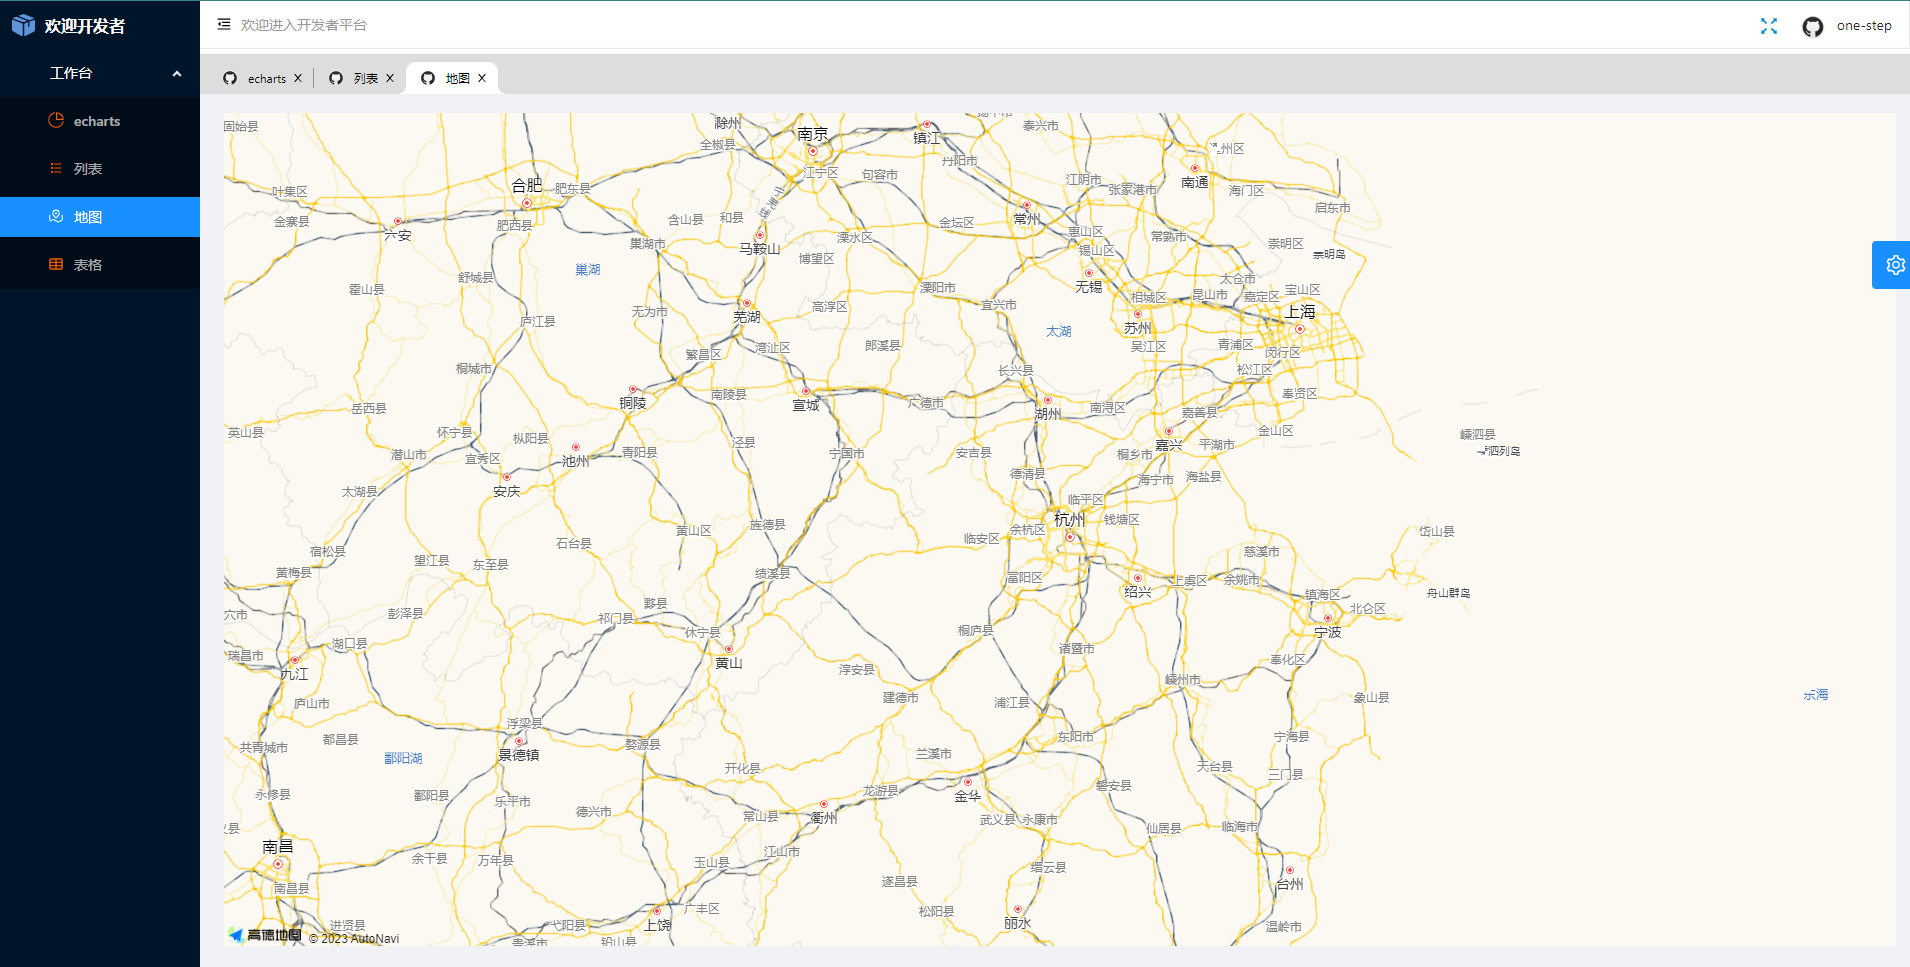 欢迎开发者
工作台
echarts
列表
地图
表格
欢迎进入开发者平台
one-step
echarts
列表
地图
固始县
滁州
南京
镇江
泰兴市
全椒县
丹阳市
叶集区
合肥
肥东县
江宁区
句容市
江阴市
张家港市
南通
海门区
金寨县
六安
肥西县
含山县
和县
金坛区
常州
启东市
巢湖市
马鞍山
溧水区
惠山区
常熟市
崇明区
崇明岛
巢湖
博望区
锡山区
舒城县
霍山县
溧阳市
无锡
太仓市
相城区
昆山市
嘉定区
宝山区
庐江县
无为市
芜湖
高淳区
宜兴市
上海
太湖
苏州
繁昌区
湾沚区
郎溪县
吴江区
青浦区
闵行区
桐城市
长兴县
松江区
岳西县
铜陵
南陵县
宣城
广德市
湖州
南浔区
嘉善县
奉贤区
英山县
怀宁县
枞阳县
泾县
嘉兴
平湖市
金山区
嵊泗县
潜山市
宜秀区
池州
青阳县
宁国市
安吉县
桐乡市
太湖县
安庆
德清县
海宁市
海盐县
临平区
杭州
钱塘区
黄山区
旌德县
余杭区
临安区
岱山县
宿松县
望江县
东至县
石台县
慈溪市
黄梅县
绩溪县
富阳区
绍兴
上虞区
余姚市
镇海区
舟山群岛
穴市
彭泽县
黟县
祁门县
北仑区
湖口县
休宁县
桐庐县
宁波
瑞昌市
九江
黄山
淳安县
诸暨市
奉化区
庐山市
建德市
浦江县
嵊州市
象山县
东海
共青城市
都昌县
浮梁县
景德镇
婺源县
东阳市
宁海县
鄱阳湖
开化县
兰溪市
天台县
三门县
永修县
鄱阳县
乐平市
德兴市
常山县
衢州
龙游县
金华
磐安县
武义县
永康市
仙居县
临海市
南昌
余干县
万年县
玉山县
江山市
缙云县
南昌县
遂昌县
台州
进贤县
弋阳县
上饶
广丰区
松阳县
丽水
温岭市
高德地图
© 2023 AutoNavi
贵溪市
铅山县